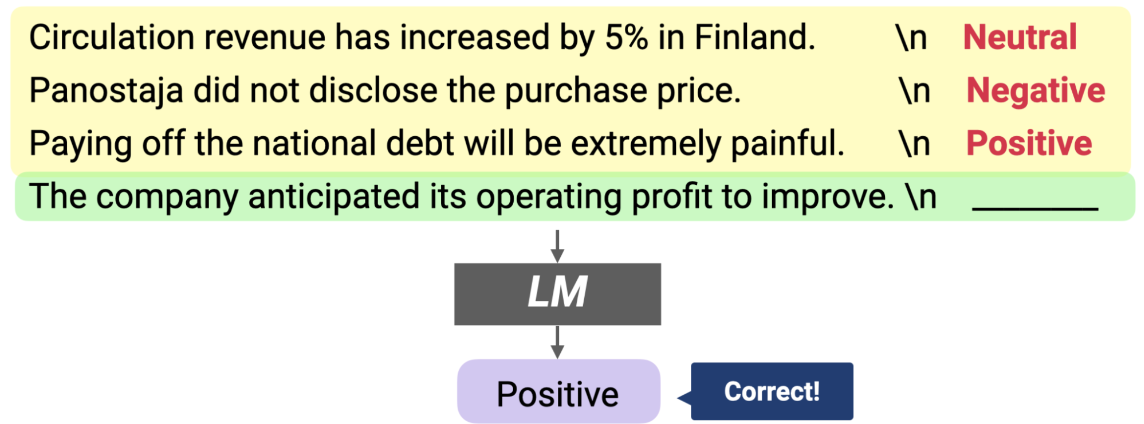 Circulation revenue has increased by 5% in Finland. \n Neutral
Panostaja did not disclose the purchase price. \n Negative
Paying off the national debt will be extremely painful. \n Positive
The company anticipated its operating profit to improve. \n ________
LM
Positive
Correct!